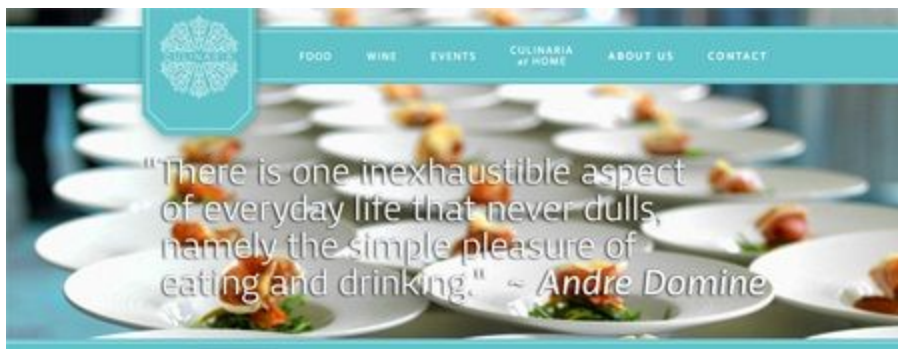 CULINARIA
FOOD
WINE
EVENTS
CULINARIA
at HOME
ABOUT US
CONTACT
"There is one inexhaustible aspect
of everyday life that never dulls,
namely the simple pleasure of
eating and drinking." ~ Andre Domine